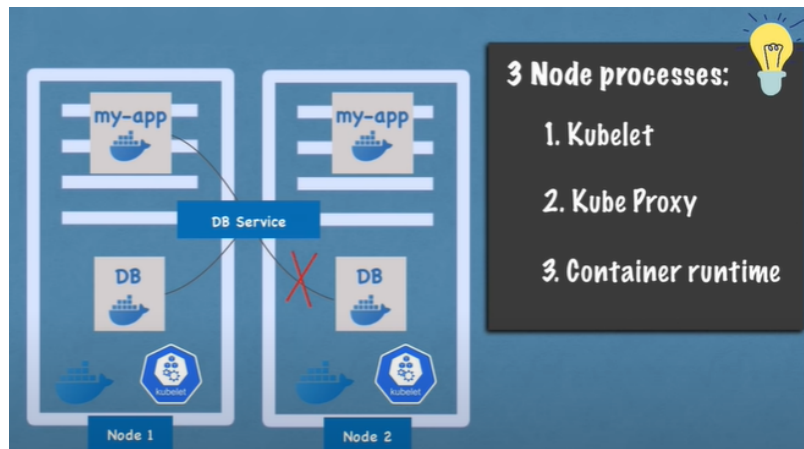 3 Node processes:
1. Kubelet
2. Kube Proxy
3. Container runtime
my-app
my-app
DB Service
DB
DB
kubelet
kubelet
Node 1
Node 2